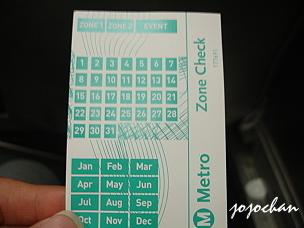 ZONE 1 ZONE 2 EVENT
1 2 3 4 5 6 7
8 9 10 11 12 13 14
15 16 17 18 19 20 21
22 23 24 25 26 27 28
29 30 31
Jan Feb Mar
Apr May Jun
Jul Aug Sep
Oct Nov Dec
Zone Check
M Metro
jojochan